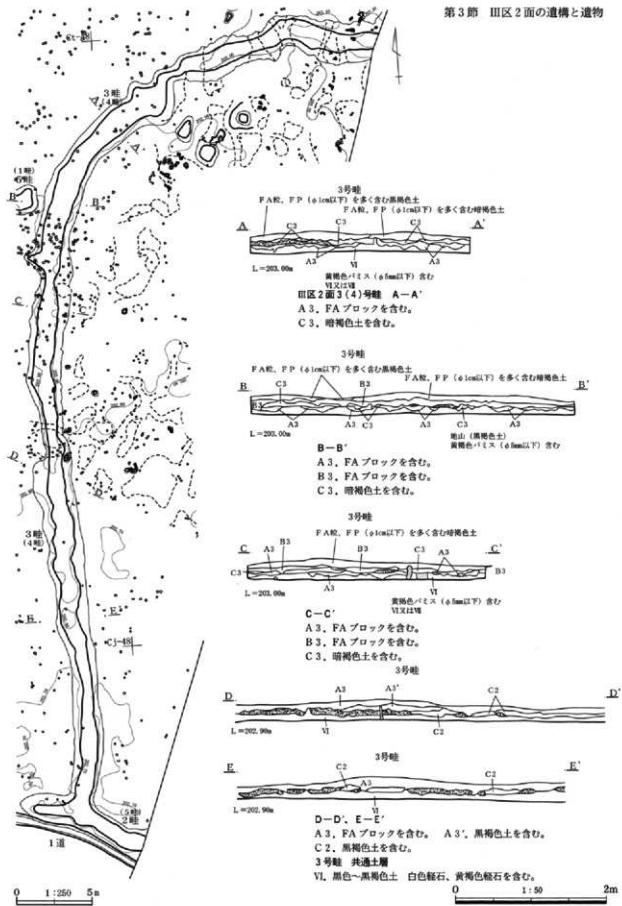 第3節 Ⅲ区2面の遺構と遺物
3畦
(4畦)
A
A'
(1畦)
6畦
B
B'
C
C'
D
D'
3畦
(4畦)
E
E'
Cj-48
(5畦)
2畦
1道
0 1:250 5m
3号畦
FA粒、FP(φ1cm以下)を多く含む黒褐色土
FA粒、FP(φ1cm以下)を多く含む暗褐色土
A C3 C3 A'
A3 Ⅵ A3
L=203.00m
黄褐色パミス(φ5mm以下)含む
Ⅵ又はⅦ
Ⅲ区2面3(4)号畦 A-A'
A3、FAブロックを含む。
C3、暗褐色土を含む。
3号畦
FA粒、FP(φ1cm以下)を多く含む黒褐色土
FA粒、FP(φ1cm以下)を多く含む暗褐色土
B C3 B3 B'
B3
A3 A3 C3 A3 C3 A3
L=203.00m
地山(黒褐色土)
黄褐色パミス(φ5mm以下)含む
B-B'
A3、FAブロックを含む。
B3、FAブロックを含む。
C3、暗褐色土を含む。
3号畦
FA粒、FP(φ1cm以下)を多く含む暗褐色土
C A3 B3 B3 C3 A3 C'
C3 A3 Ⅵ B3
L=203.00m
黄褐色パミス(φ5mm以下)含む
Ⅵ又はⅦ
C-C'
A3、FAブロックを含む。
B3、FAブロックを含む。
C3、暗褐色土を含む。
3号畦
D A3 A3' C2 D'
L=202.90m Ⅵ C2
3号畦
E C2 A3 C2 E'
L=202.90m Ⅵ
D-D'、E-E'
A3、FAブロックを含む。 A3'、黒褐色土を含む。
C2、黒褐色土を含む。
3号畦 共通土層
Ⅵ、黒色~黒褐色土 白色軽石、黄褐色軽石を含む。
0 1:50 2m